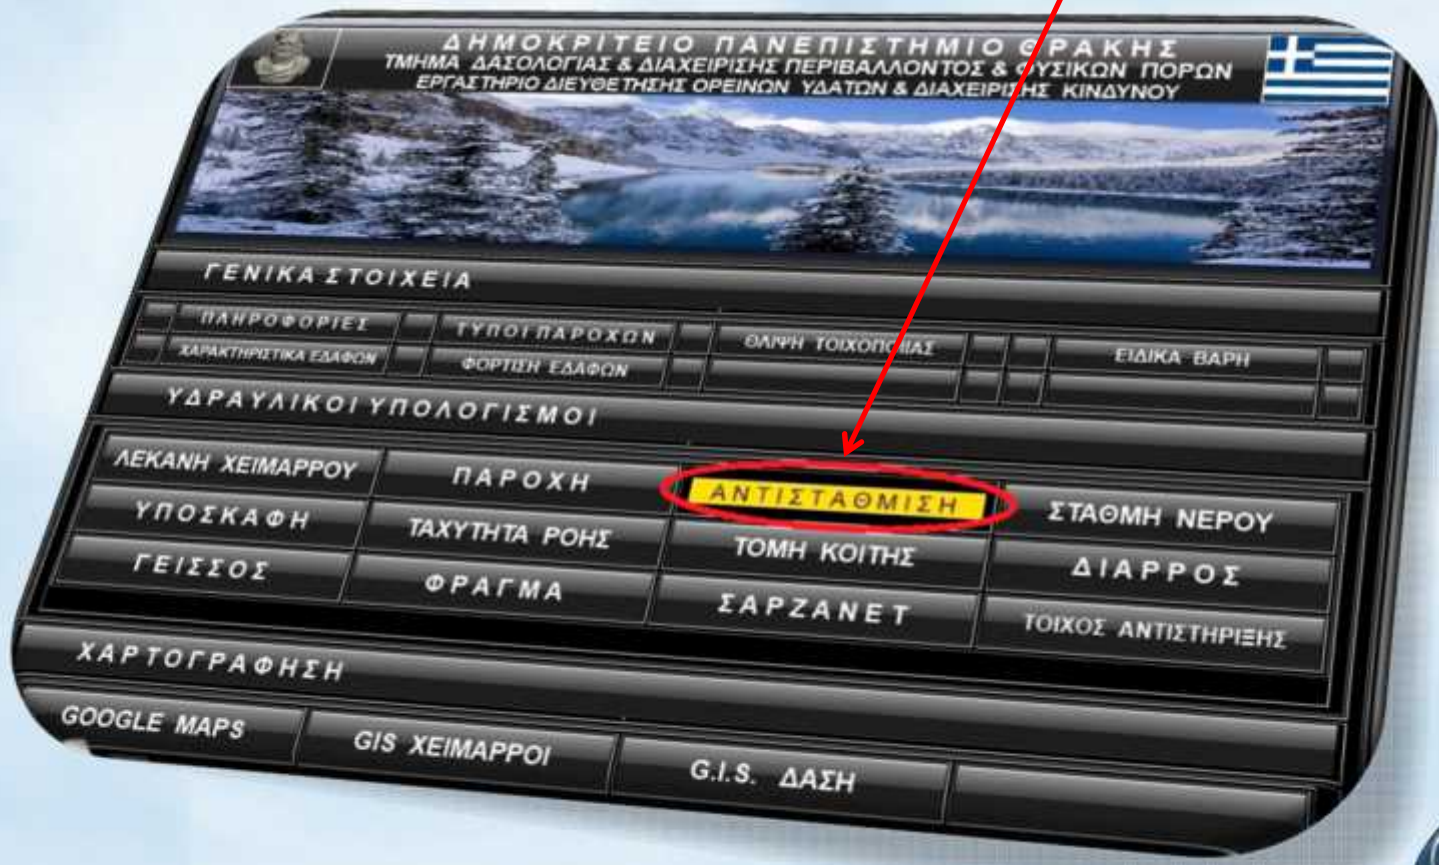 ΔΗΜΟΚΡΙΤΕΙΟ ΠΑΝΕΠΙΣΤΗΜΙΟ ΘΡΑΚΗΣ
ΤΜΗΜΑ ΔΑΣΟΛΟΓΙΑΣ & ΔΙΑΧΕΙΡΙΣΗΣ ΠΕΡΙΒΑΛΛΟΝΤΟΣ & ΦΥΣΙΚΩΝ ΠΟΡΩΝ
ΕΡΓΑΣΤΗΡΙΟ ΔΙΕΥΘΕΤΗΣΗΣ ΟΡΕΙΝΩΝ ΥΔΑΤΩΝ & ΔΙΑΧΕΙΡΙΣΗΣ ΚΙΝΔΥΝΟΥ
ΓΕΝΙΚΑ ΣΤΟΙΧΕΙΑ
ΠΛΗΡΟΦΟΡΙΕΣ ΤΥΠΟΙ ΠΑΡΟΧΩΝ ΘΛΙΨΗ ΤΟΙΧΟΠΟΙΙΑΣ ΕΙΔΙΚΑ ΒΑΡΗ
ΧΑΡΑΚΤΗΡΙΣΤΙΚΑ ΕΔΑΦΩΝ ΦΟΡΤΙΣΗ ΕΔΑΦΩΝ
ΥΔΡΑΥΛΙΚΟΙ ΥΠΟΛΟΓΙΣΜΟΙ
ΛΕΚΑΝΗ ΧΕΙΜΑΡΡΟΥ ΠΑΡΟΧΗ ΑΝΤΙΣΤΑΘΜΙΣΗ ΣΤΑΘΜΗ ΝΕΡΟΥ
ΥΠΟΣΚΑΦΗ ΤΑΧΥΤΗΤΑ ΡΟΗΣ ΤΟΜΗ ΚΟΙΤΗΣ ΔΙΑΡΡΟΣ
ΓΕΙΣΣΟΣ ΦΡΑΓΜΑ ΣΑΡΖΑΝΕΤ ΤΟΙΧΟΣ ΑΝΤΙΣΤΗΡΙΞΗΣ
ΧΑΡΤΟΓΡΑΦΗΣΗ
GOOGLE MAPS GIS ΧΕΙΜΑΡΡΟΙ G.I.S. ΔΑΣΗ